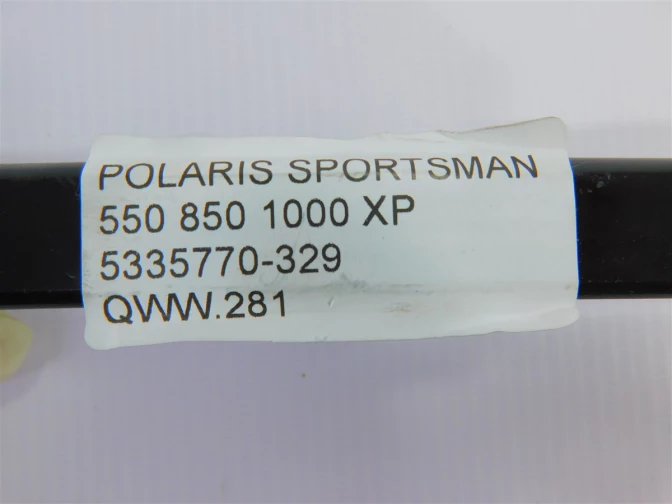 POLARIS SPORTSMAN
550 850 1000 XP
5335770-329
QWW.281